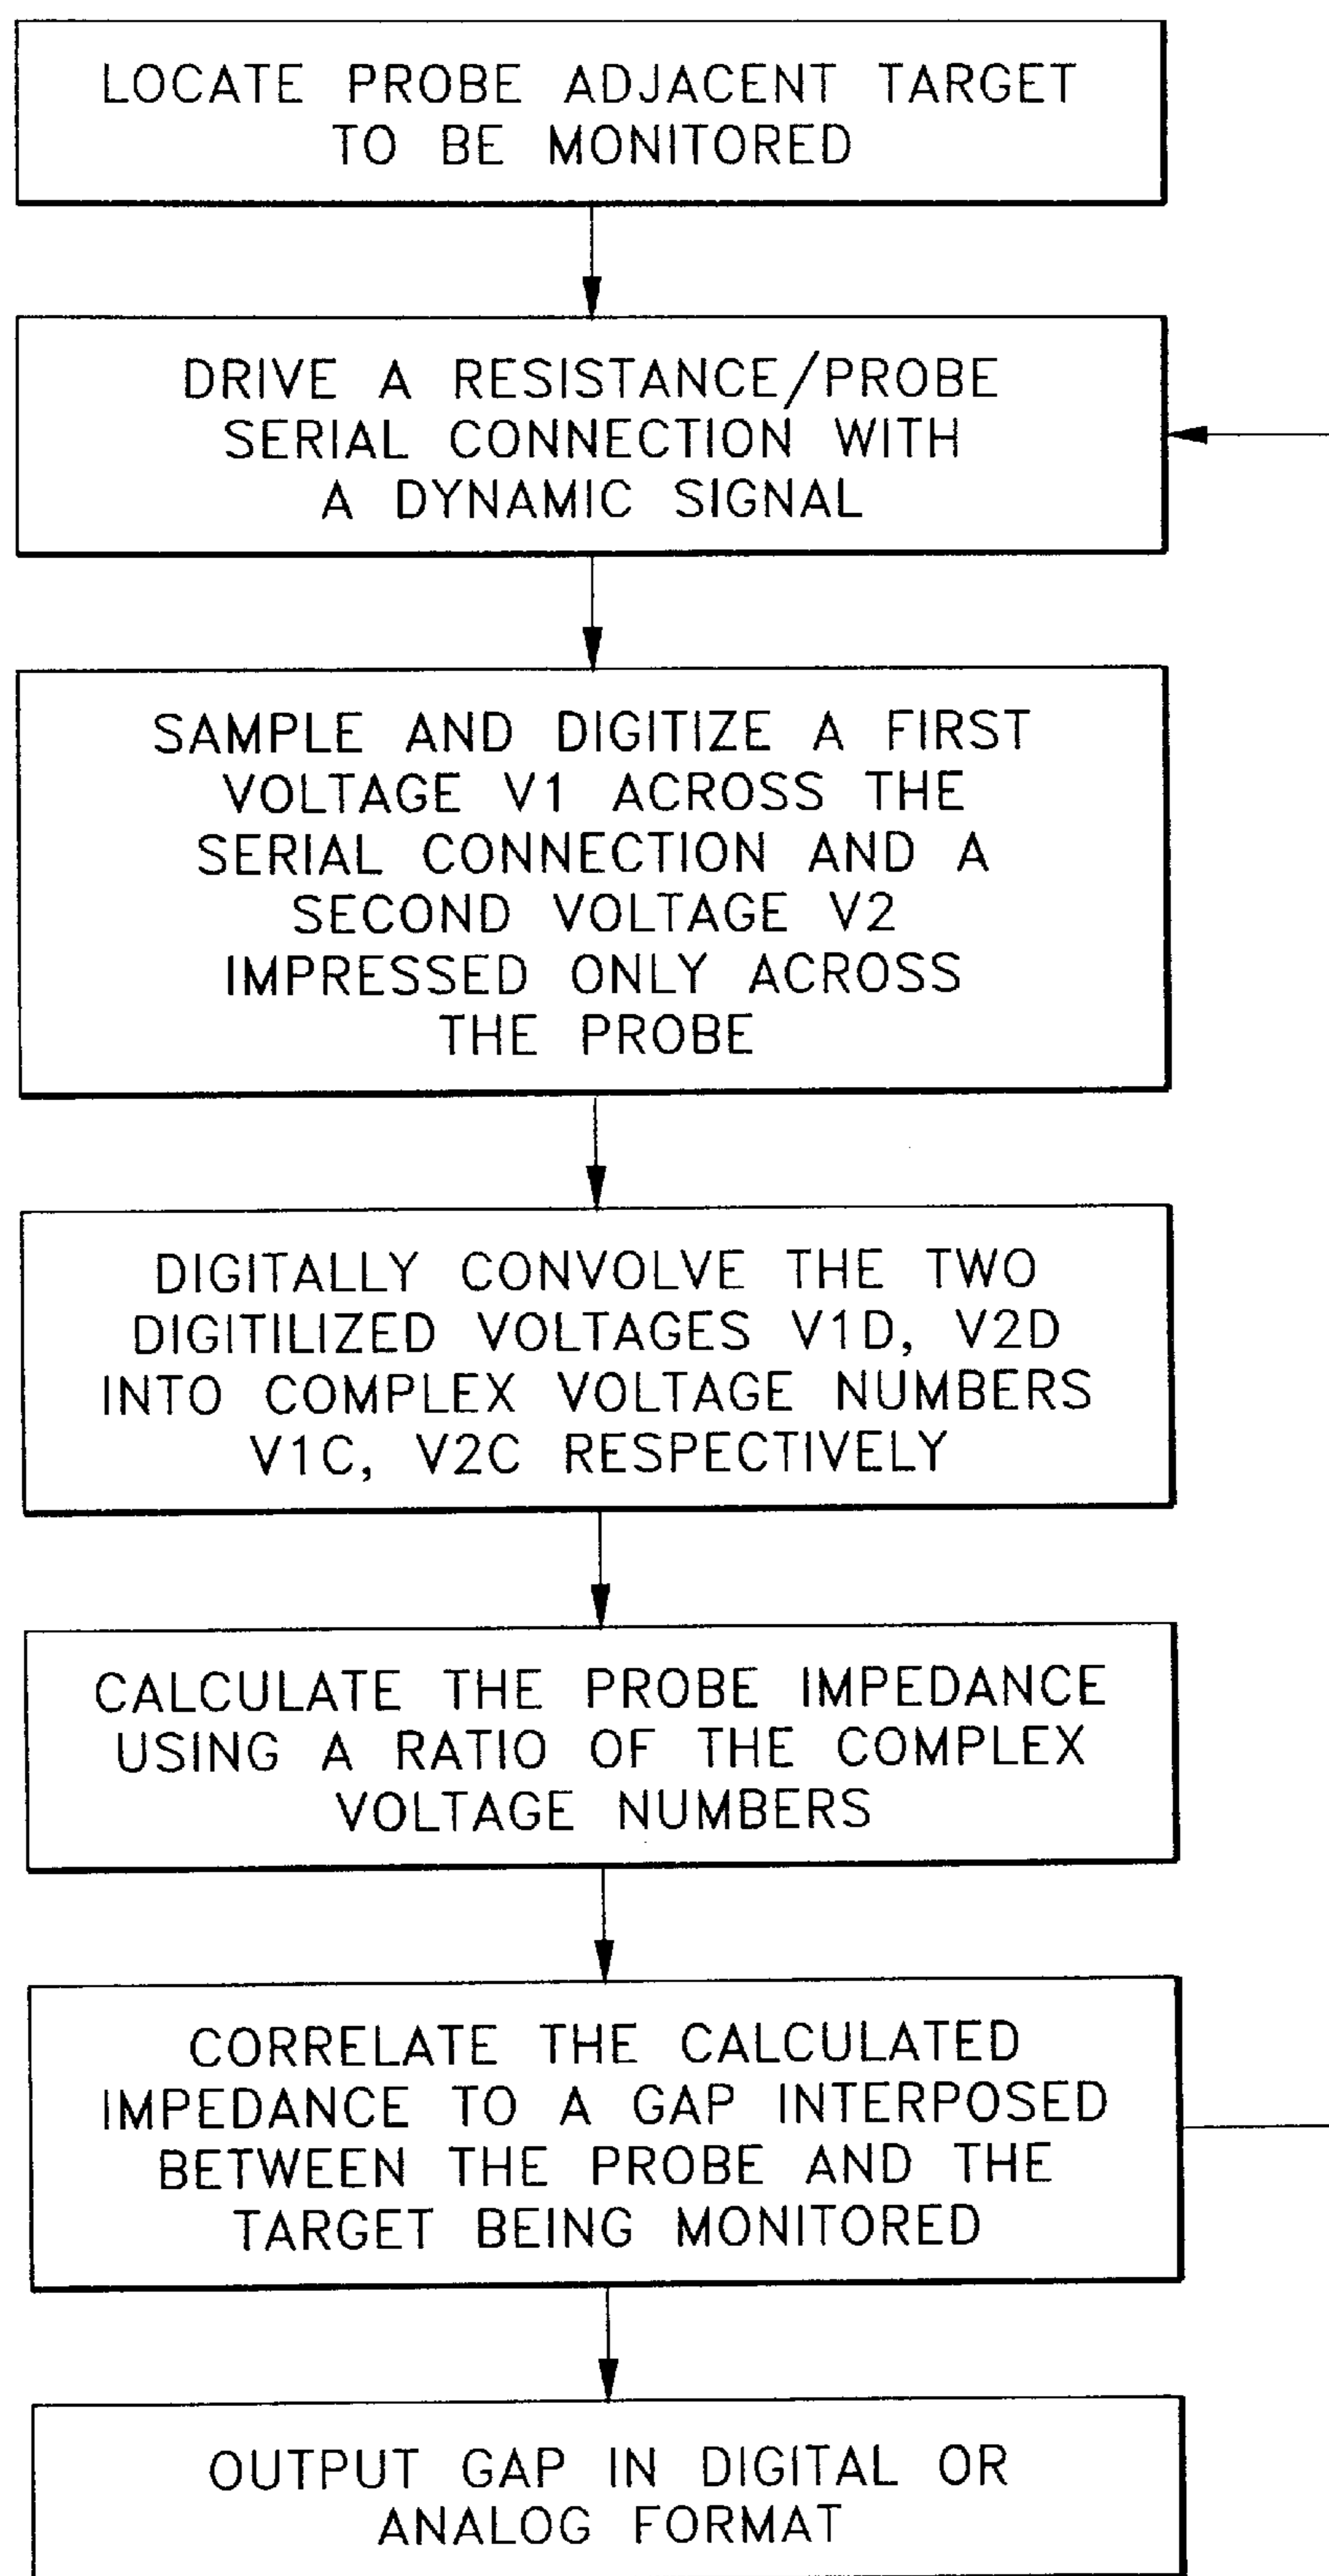 LOCATE PROBE ADJACENT TARGET
TO BE MONITORED
DRIVE A RESISTANCE/PROBE
SERIAL CONNECTION WITH
A DYNAMIC SIGNAL
SAMPLE AND DIGITIZE A FIRST
VOLTAGE V1 ACROSS THE
SERIAL CONNECTION AND A
SECOND VOLTAGE V2
IMPRESSED ONLY ACROSS
THE PROBE
DIGITALLY CONVOLVE THE TWO
DIGITILIZED VOLTAGES V1D, V2D
INTO COMPLEX VOLTAGE NUMBERS
V1C, V2C RESPECTIVELY
CALCULATE THE PROBE IMPEDANCE
USING A RATIO OF THE COMPLEX
VOLTAGE NUMBERS
CORRELATE THE CALCULATED
IMPEDANCE TO A GAP INTERPOSED
BETWEEN THE PROBE AND THE
TARGET BEING MONITORED
OUTPUT GAP IN DIGITAL OR
ANALOG FORMAT